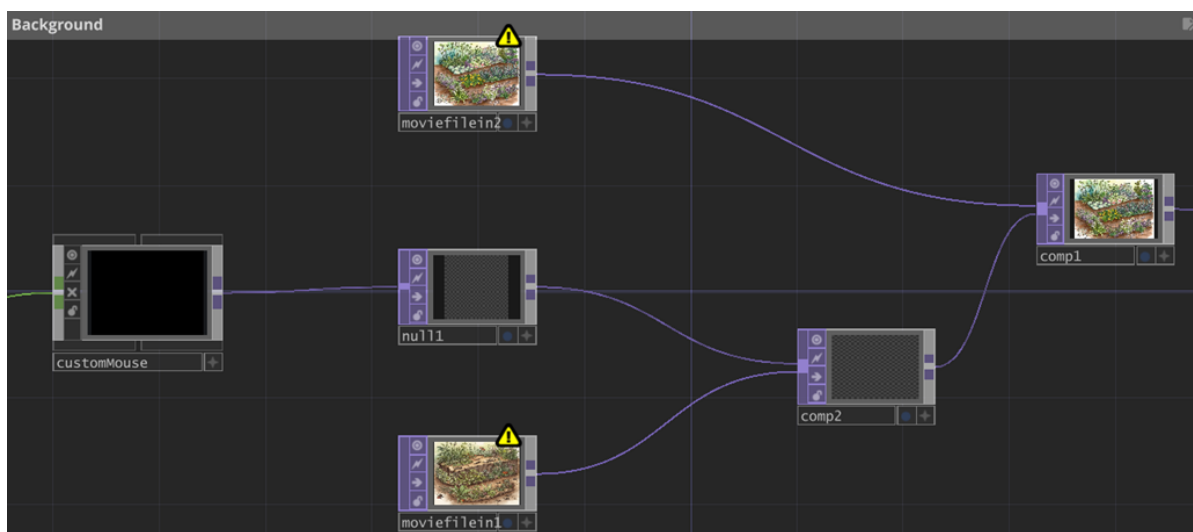 Background
moviefilein2
comp1
null1
customMouse
comp2
moviefilein1